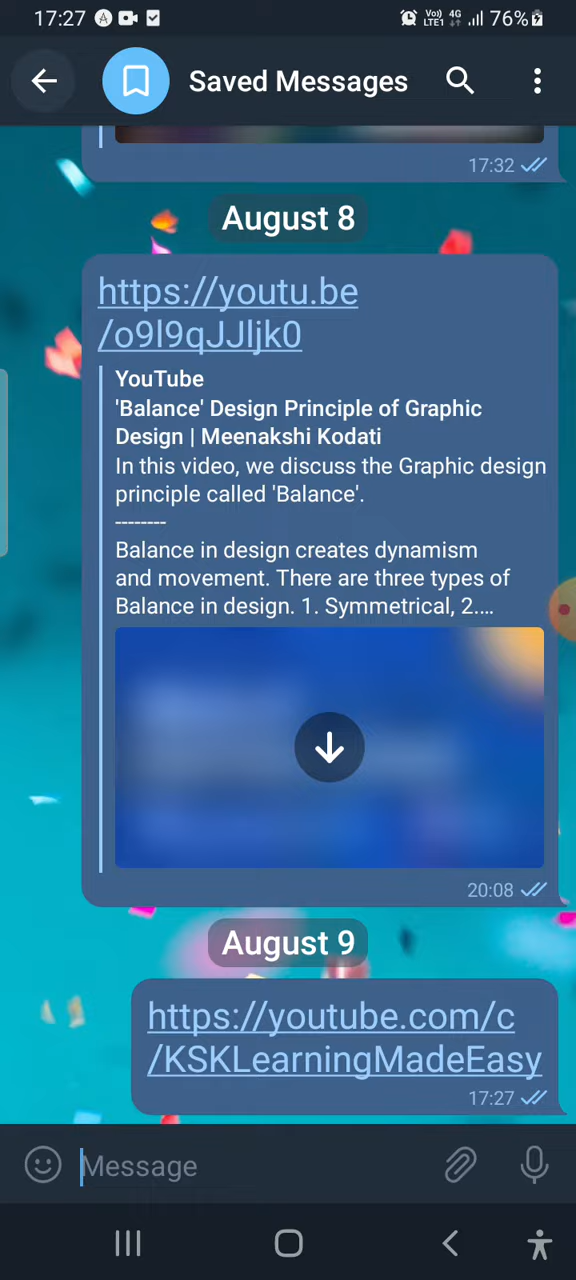 17:27
Vo) 4G
LTE1 76%
Saved Messages
17:32
August 8
https://youtu.be
/o9l9qJJljk0
YouTube
'Balance' Design Principle of Graphic
Design | Meenakshi Kodati
In this video, we discuss the Graphic design
principle called 'Balance'.
--------
Balance in design creates dynamism
and movement. There are three types of
Balance in design. 1. Symmetrical, 2....
20:08
August 9
https://youtube.com/c
/KSKLearningMadeEasy
17:27
Message